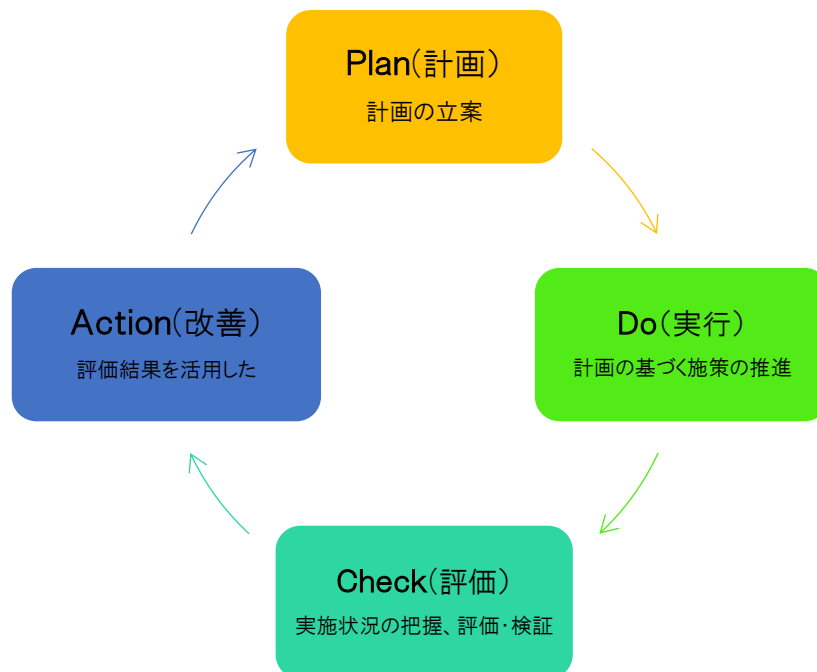 Plan(計画)
計画の立案
Do(実行)
計画の基づく施策の推進
Check(評価)
実施状況の把握、評価・検証
Action(改善)
評価結果を活用した